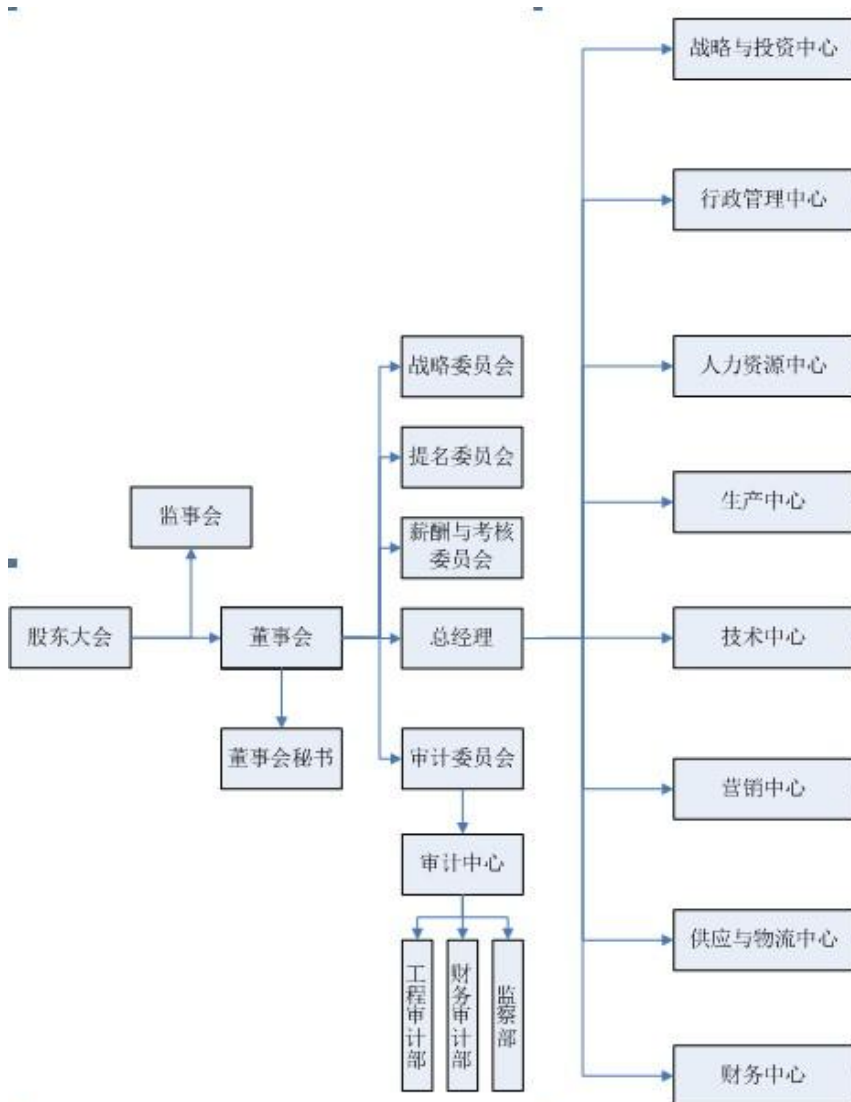 战略与投资中心
行政管理中心
战略委员会
人力资源中心
提名委员会
监事会
生产中心
薪酬与考核
委员会
股东大会
董事会
总经理
技术中心
董事会秘书
审计委员会
营销中心
审计中心
供应与物流中心
工程审计部
财务审计部
监察部
财务中心